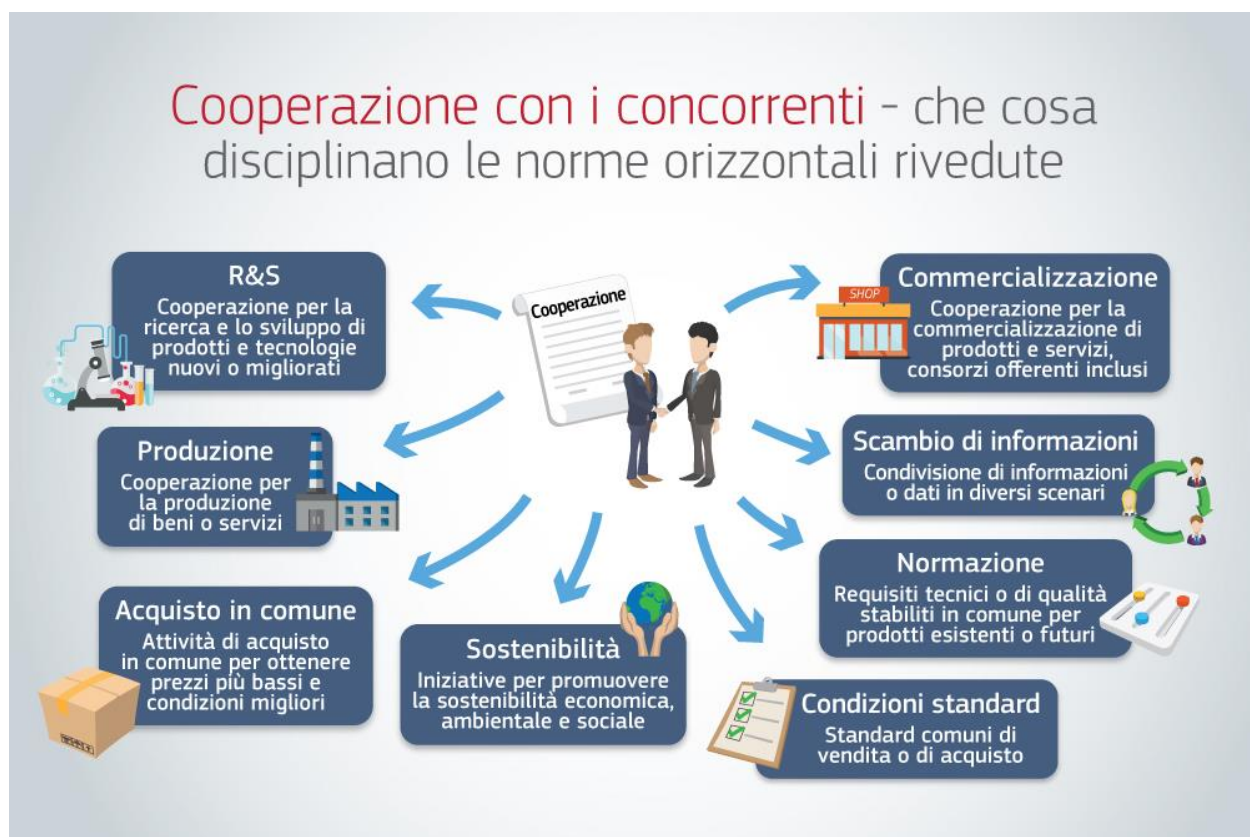 Cooperazione con i concorrenti - che cosa
disciplinano le norme orizzontali rivedute
R&S
Cooperazione per la
ricerca e lo sviluppo di
prodotti e tecnologie
nuovi o migliorati
Produzione
Cooperazione per
la produzione
di beni o servizi
Acquisto in comune
Attività di acquisto
in comune per ottenere
prezzi più bassi e
condizioni migliori
Cooperazione
Sostenibilità
Iniziative per promuovere
la sostenibilità economica,
ambientale e sociale
SHOP
Commercializzazione
Cooperazione per la
commercializzazione di
prodotti e servizi,
consorzi offerenti inclusi
Scambio di informazioni
Condivisione di informazioni
o dati in diversi scenari
Normazione
Requisiti tecnici o di qualità
stabiliti in comune per
prodotti esistenti o futuri
Condizioni standard
Standard comuni di
vendita o di acquisto